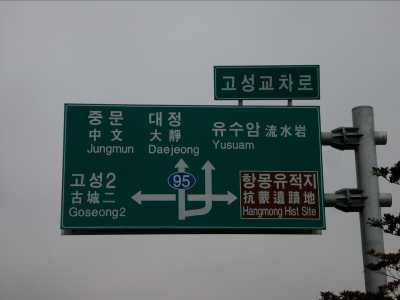 고성교차로
중문 대정
中文 大靜 유수암 流水岩
Jungmun Daejeong Yusuam
95
고성2 항몽유적지
古城二 抗蒙遺蹟地
Goseong2 Hangmong Hist Site